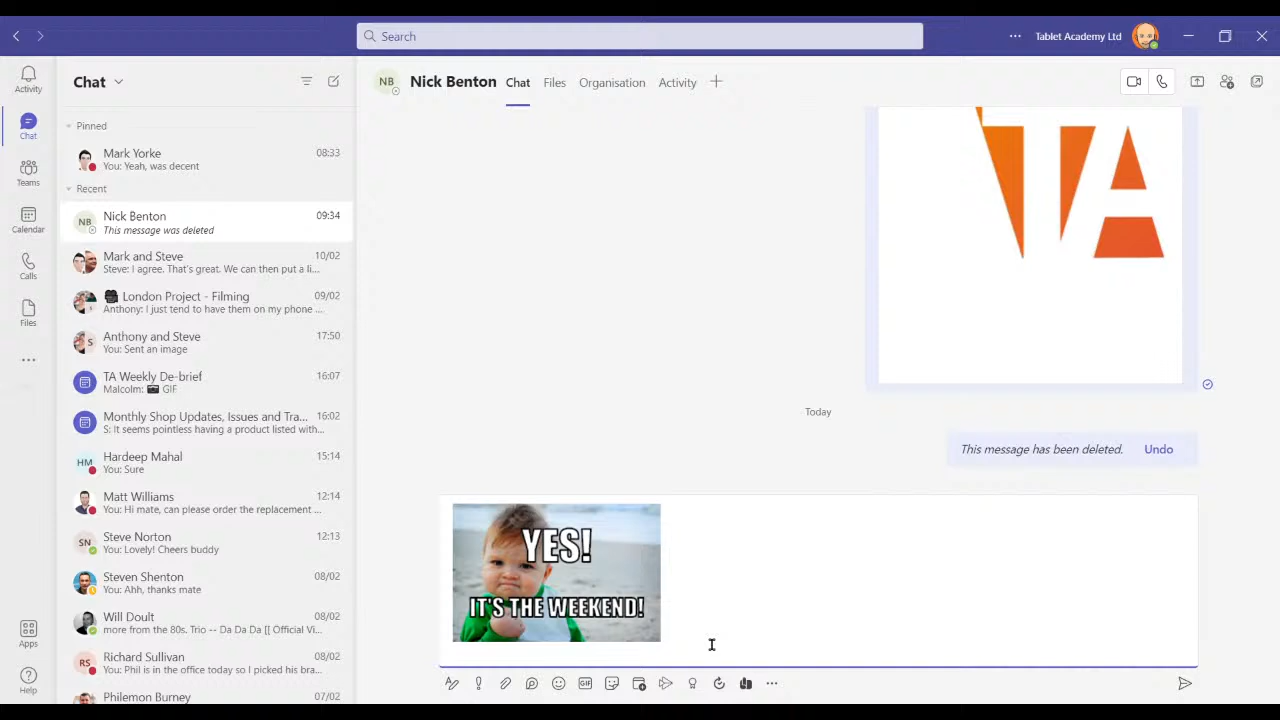 Search
Tablet Academy Ltd
Activity
Chat
Teams
Calendar
Calls
Files
Apps
Help
Chat
Pinned
Mark Yorke 08:33
You: Yeah, was decent
Recent
NB Nick Benton 09:34
This message was deleted
Mark and Steve 10/02
Steve: I agree. That's great. We can then put a li...
London Project - Filming 09/02
Anthony: I just tend to have them on my phone ...
S Anthony and Steve 17:50
You: Sent an image
TA Weekly De-brief 16:07
Malcolm: GIF
Monthly Shop Updates, Issues and Tra... 16:02
S: It seems pointless having a product listed with...
HM Hardeep Mahal 15:14
You: Sure
Matt Williams 12:14
You: Hi mate, can please order the replacement ...
SN Steve Norton 12:13
You: Lovely! Cheers buddy
Steven Shenton 08/02
You: Ahh, thanks mate
Will Doult 08/02
more from the 80s. Trio -- Da Da Da [[ Official Vi...
RS Richard Sullivan 08/02
You: Phil is in the office today so I picked his bra...
Philemon Burney 07/02
NB Nick Benton Chat Files Organisation Activity
TA
Today
This message has been deleted. Undo
YES!
IT'S THE WEEKEND!
GIF